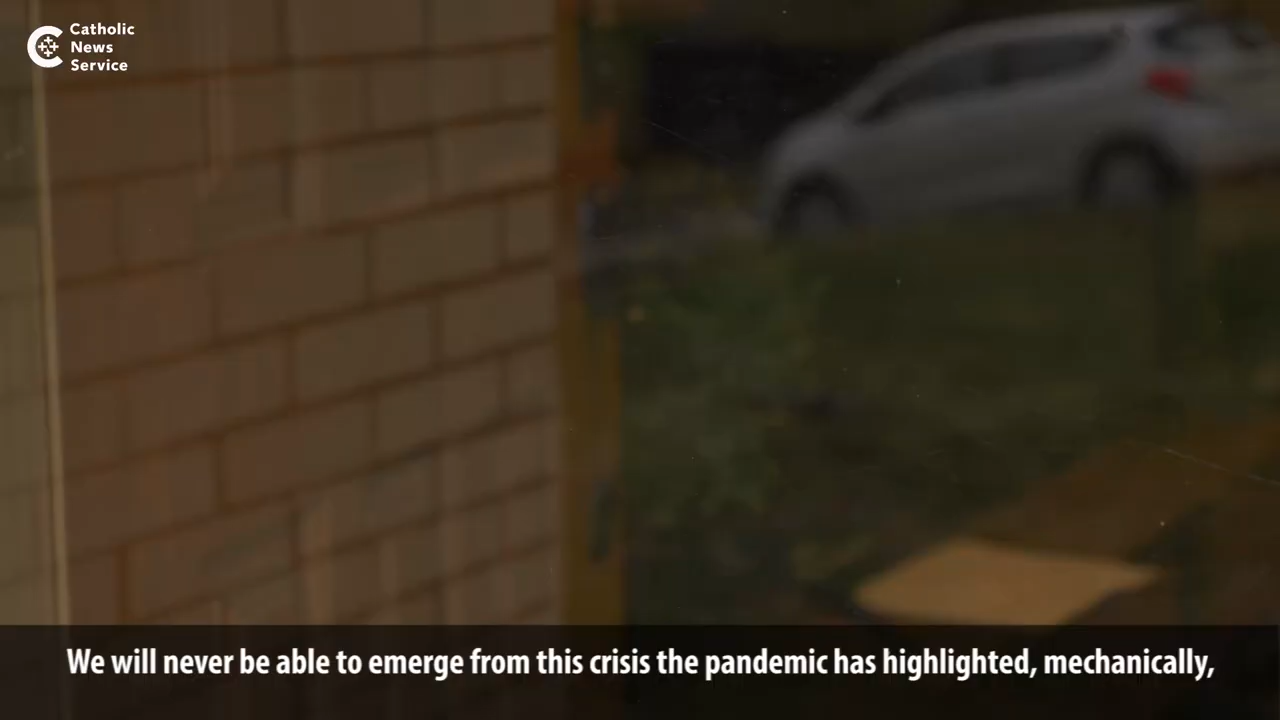 Catholic
News
Service
We will never be able to emerge from this crisis the pandemic has highlighted, mechanically,